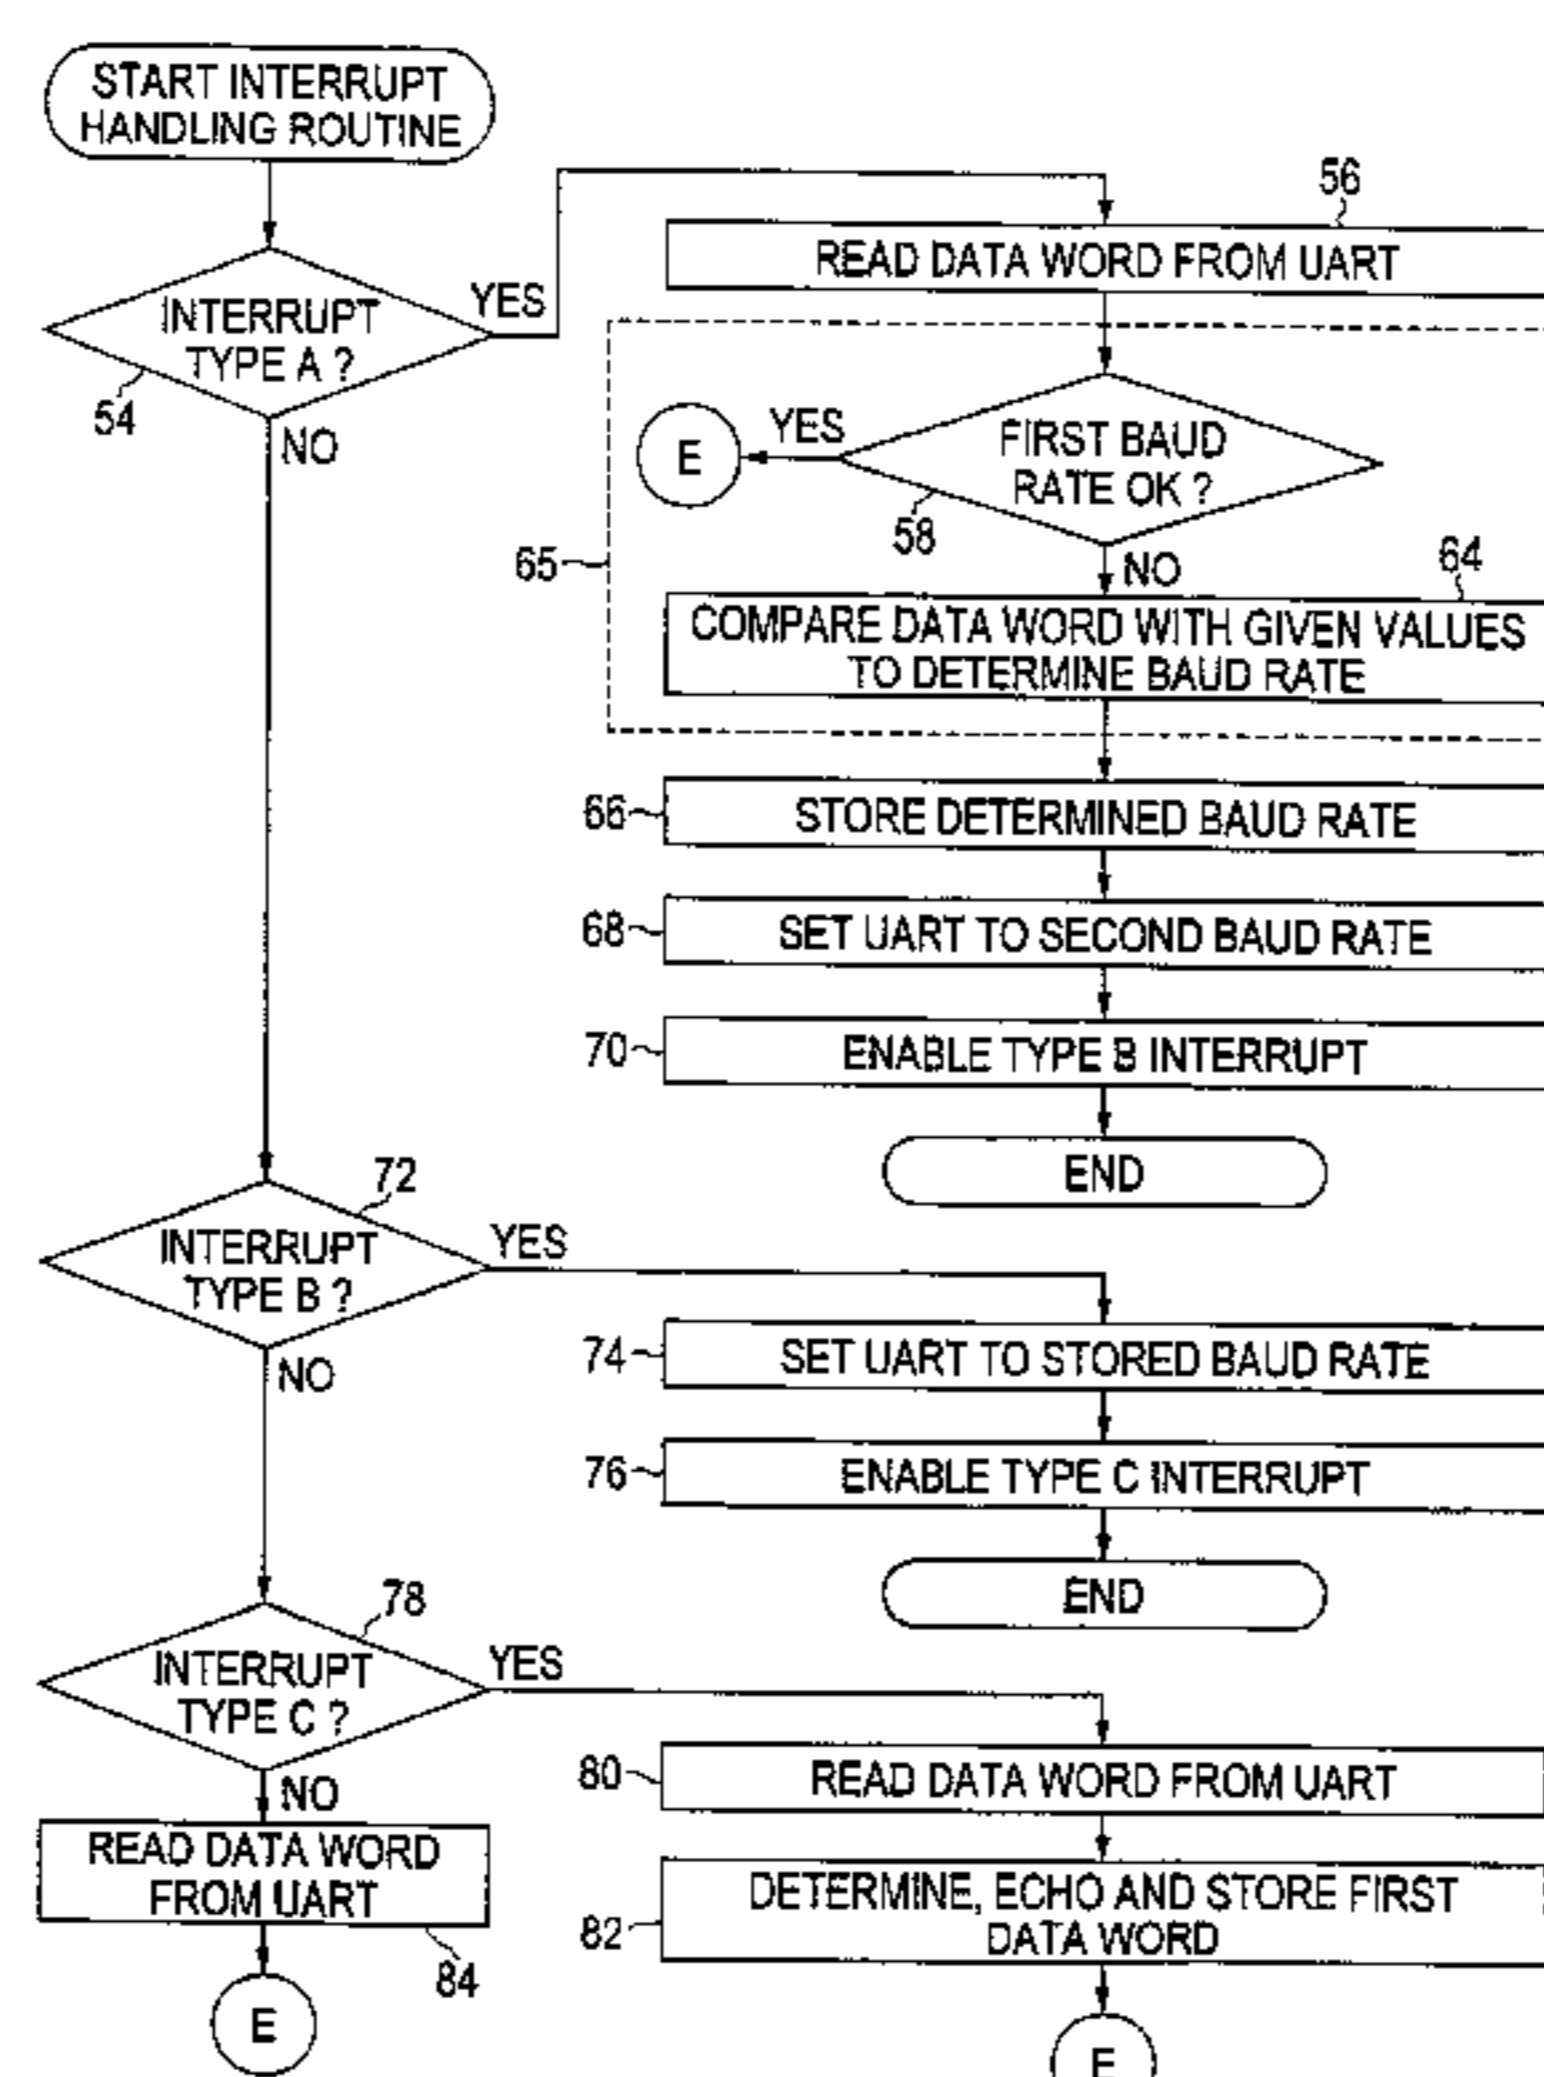 START INTERRUPT
HANDLING ROUTINE
56
READ DATA WORD FROM UART
INTERRUPT
TYPE A ?
YES
54
NO
E
YES
FIRST BAUD
RATE OK ?
58
65
NO
64
COMPARE DATA WORD WITH GIVEN VALUES
TO DETERMINE BAUD RATE
66
STORE DETERMINED BAUD RATE
68
SET UART TO SECOND BAUD RATE
70
ENABLE TYPE B INTERRUPT
END
72
INTERRUPT
TYPE B ?
YES
NO
74
SET UART TO STORED BAUD RATE
76
ENABLE TYPE C INTERRUPT
END
78
INTERRUPT
TYPE C ?
YES
NO
80
READ DATA WORD FROM UART
READ DATA WORD
FROM UART
84
82
DETERMINE, ECHO AND STORE FIRST
DATA WORD
E
E